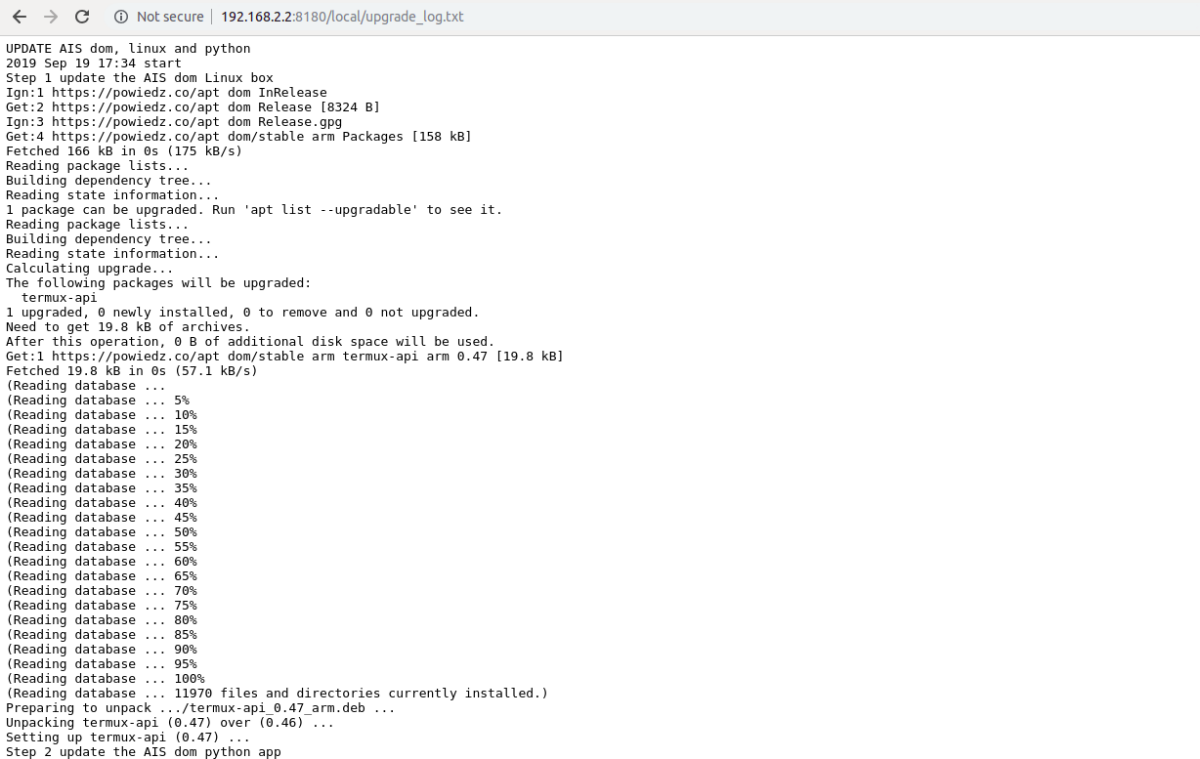 Not secure | 192.168.2.2:8180/local/upgrade_log.txt
UPDATE AIS dom, linux and python
2019 Sep 19 17:34 start
Step 1 update the AIS dom Linux box
Ign:1 https://powiedz.co/apt dom InRelease
Get:2 https://powiedz.co/apt dom Release [8324 B]
Ign:3 https://powiedz.co/apt dom Release.gpg
Get:4 https://powiedz.co/apt dom/stable arm Packages [158 kB]
Fetched 166 kB in 0s (175 kB/s)
Reading package lists...
Building dependency tree...
Reading state information...
1 package can be upgraded. Run 'apt list --upgradable' to see it.
Reading package lists...
Building dependency tree...
Reading state information...
Calculating upgrade...
The following packages will be upgraded:
  termux-api
1 upgraded, 0 newly installed, 0 to remove and 0 not upgraded.
Need to get 19.8 kB of archives.
After this operation, 0 B of additional disk space will be used.
Get:1 https://powiedz.co/apt dom/stable arm termux-api arm 0.47 [19.8 kB]
Fetched 19.8 kB in 0s (57.1 kB/s)
(Reading database ...
(Reading database ... 5%
(Reading database ... 10%
(Reading database ... 15%
(Reading database ... 20%
(Reading database ... 25%
(Reading database ... 30%
(Reading database ... 35%
(Reading database ... 40%
(Reading database ... 45%
(Reading database ... 50%
(Reading database ... 55%
(Reading database ... 60%
(Reading database ... 65%
(Reading database ... 70%
(Reading database ... 75%
(Reading database ... 80%
(Reading database ... 85%
(Reading database ... 90%
(Reading database ... 95%
(Reading database ... 100%
(Reading database ... 11970 files and directories currently installed.)
Preparing to unpack .../termux-api_0.47_arm.deb ...
Unpacking termux-api (0.47) over (0.46) ...
Setting up termux-api (0.47) ...
Step 2 update the AIS dom python app